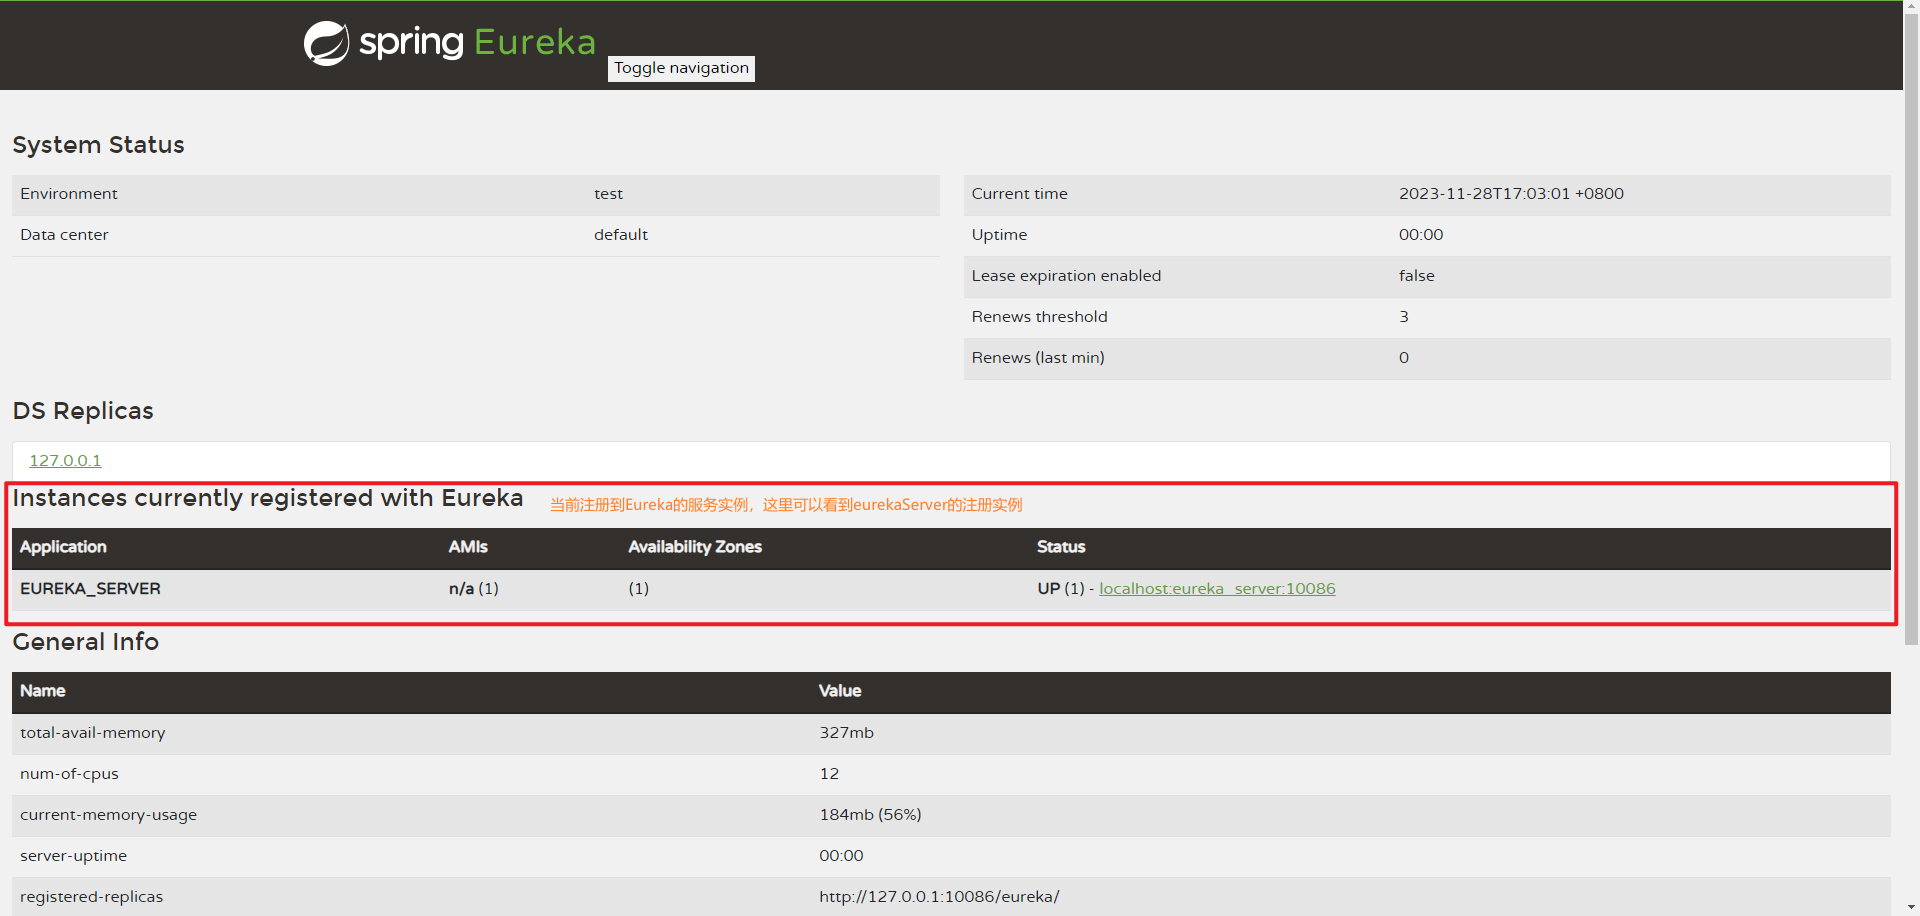 spring Eureka
Toggle navigation
System Status
Environment test
Data center default
Current time 2023-11-28T17:03:01 +0800
Uptime 00:00
Lease expiration enabled false
Renews threshold 3
Renews (last min) 0
DS Replicas
127.0.0.1
Instances currently registered with Eureka 当前注册到Eureka的服务实例，这里可以看到eurekaServer的注册实例
Application AMIs Availability Zones Status
EUREKA_SERVER n/a (1) (1) UP (1) - localhost:eureka_server:10086
General Info
Name Value
total-avail-memory 327mb
num-of-cpus 12
current-memory-usage 184mb (56%)
server-uptime 00:00
registered-replicas http://127.0.0.1:10086/eureka/